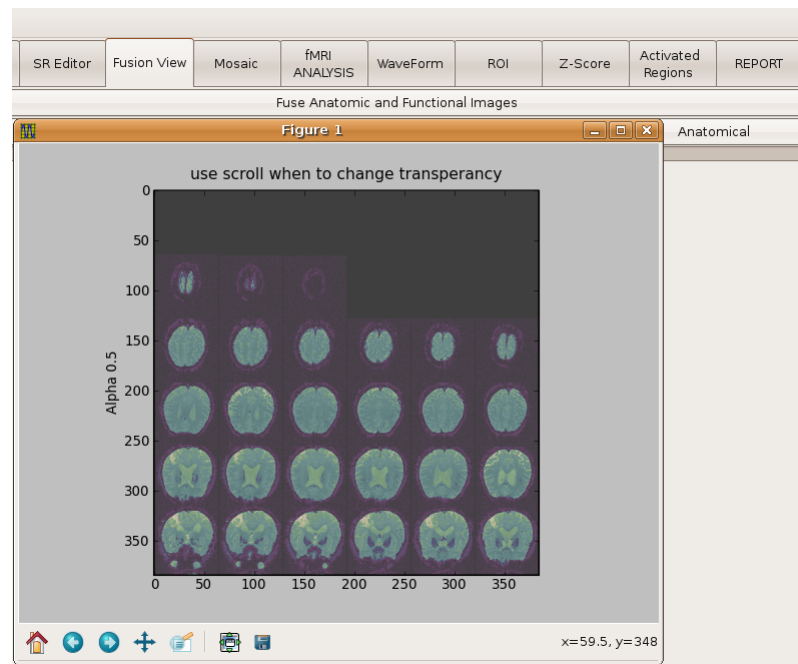 SR Editor
Fusion View
Mosaic
fMRI
ANALYSIS
WaveForm
ROI
Z-Score
Activated
Regions
REPORT
Fuse Anatomic and Functional Images
Figure 1
Anatomical
use scroll when to change transperancy
0
50
100
150
200
250
300
350
Alpha 0.5
0 50 100 150 200 250 300 350
x=59.5, y=348